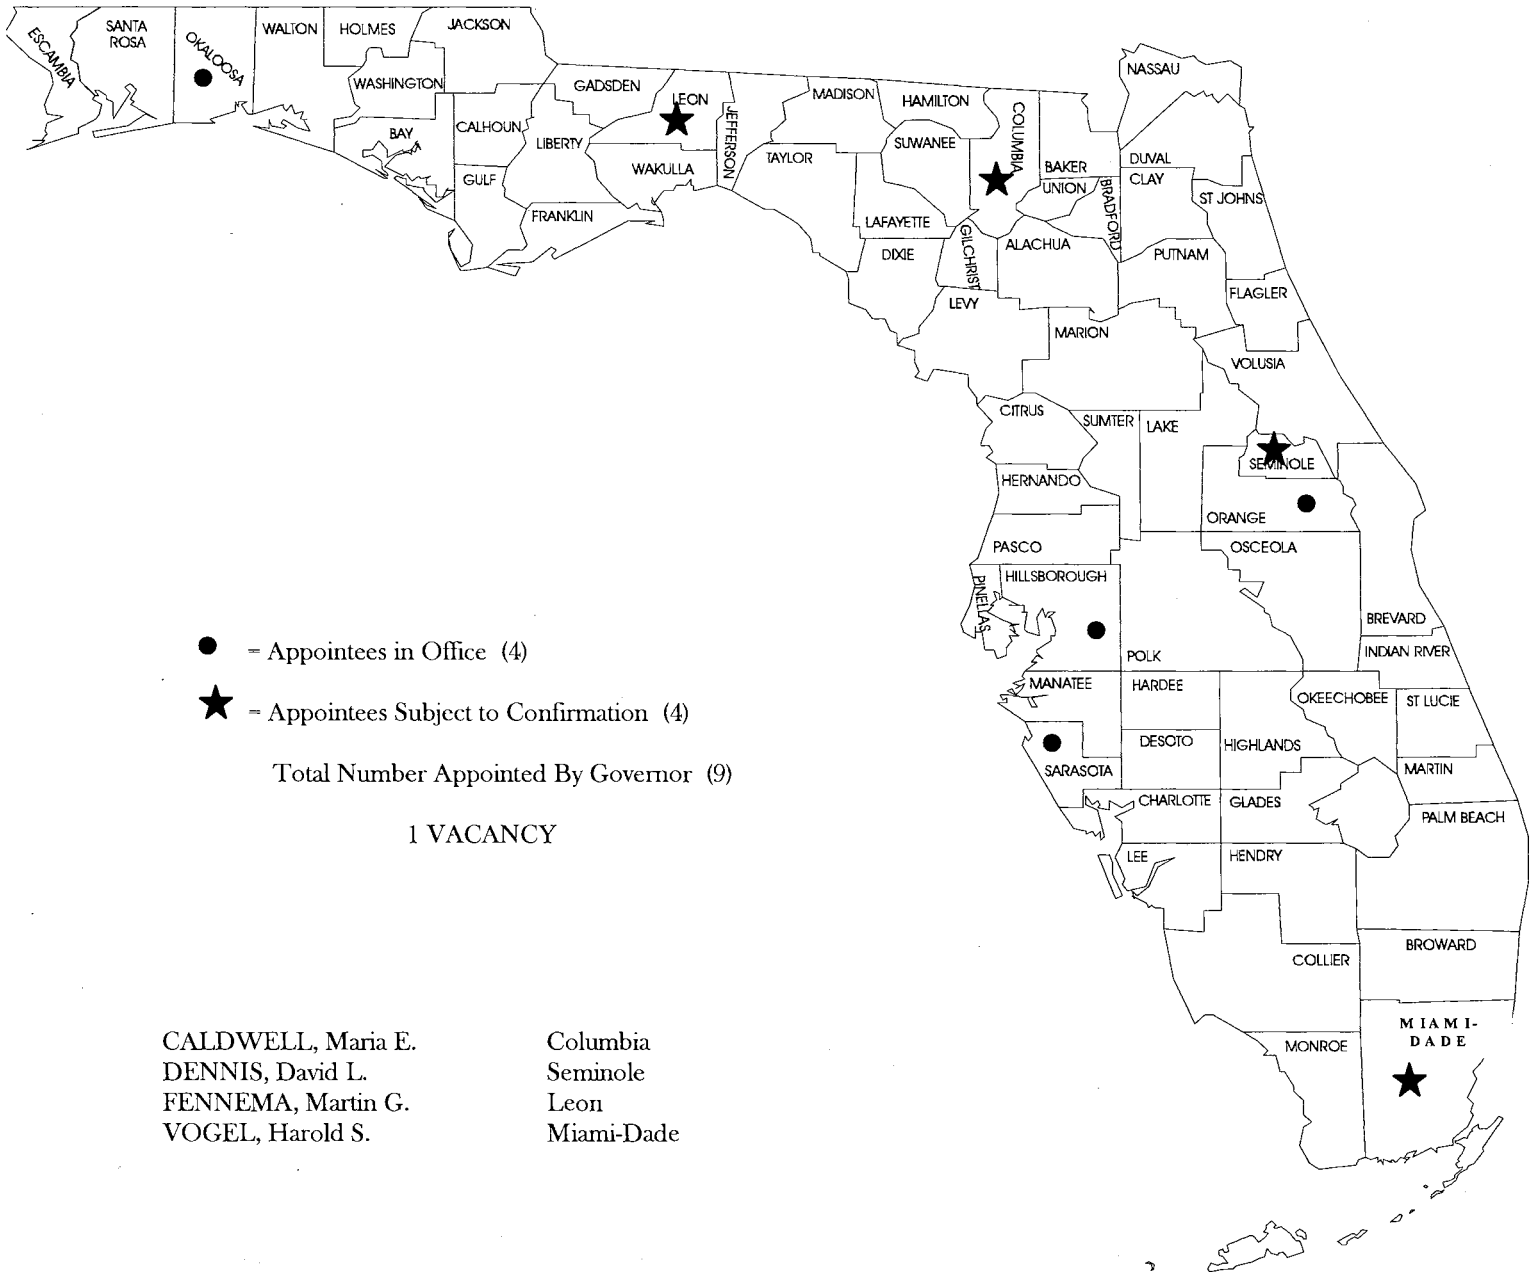 ESCAMBIA
SANTA
ROSA
OKALOOSA
WALTON
HOLMES
JACKSON
WASHINGTON
BAY
CALHOUN
GULF
GADSDEN
LIBERTY
FRANKLIN
LEON
WAKULLA
JEFFERSON
MADISON
TAYLOR
HAMILTON
SUWANEE
LAFAYETTE
DIXIE
COLUMBIA
GILCHRIST
BAKER
UNION
BRADFORD
ALACHUA
LEVY
NASSAU
DUVAL
CLAY
ST JOHNS
PUTNAM
FLAGLER
MARION
VOLUSIA
CITRUS
SUMTER
LAKE
SEMINOLE
HERNANDO
ORANGE
PASCO
OSCEOLA
PINELLAS
HILLSBOROUGH
POLK
BREVARD
INDIAN RIVER
MANATEE
HARDEE
OKEECHOBEE
ST LUCIE
DESOTO
HIGHLANDS
SARASOTA
MARTIN
CHARLOTTE
GLADES
PALM BEACH
LEE
HENDRY
BROWARD
COLLIER
MIAMI-
DADE
MONROE
= Appointees in Office (4)
= Appointees Subject to Confirmation (4)
Total Number Appointed By Governor (9)
1 VACANCY
CALDWELL, Maria E. Columbia
DENNIS, David L. Seminole
FENNEMA, Martin G. Leon
VOGEL, Harold S. Miami-Dade